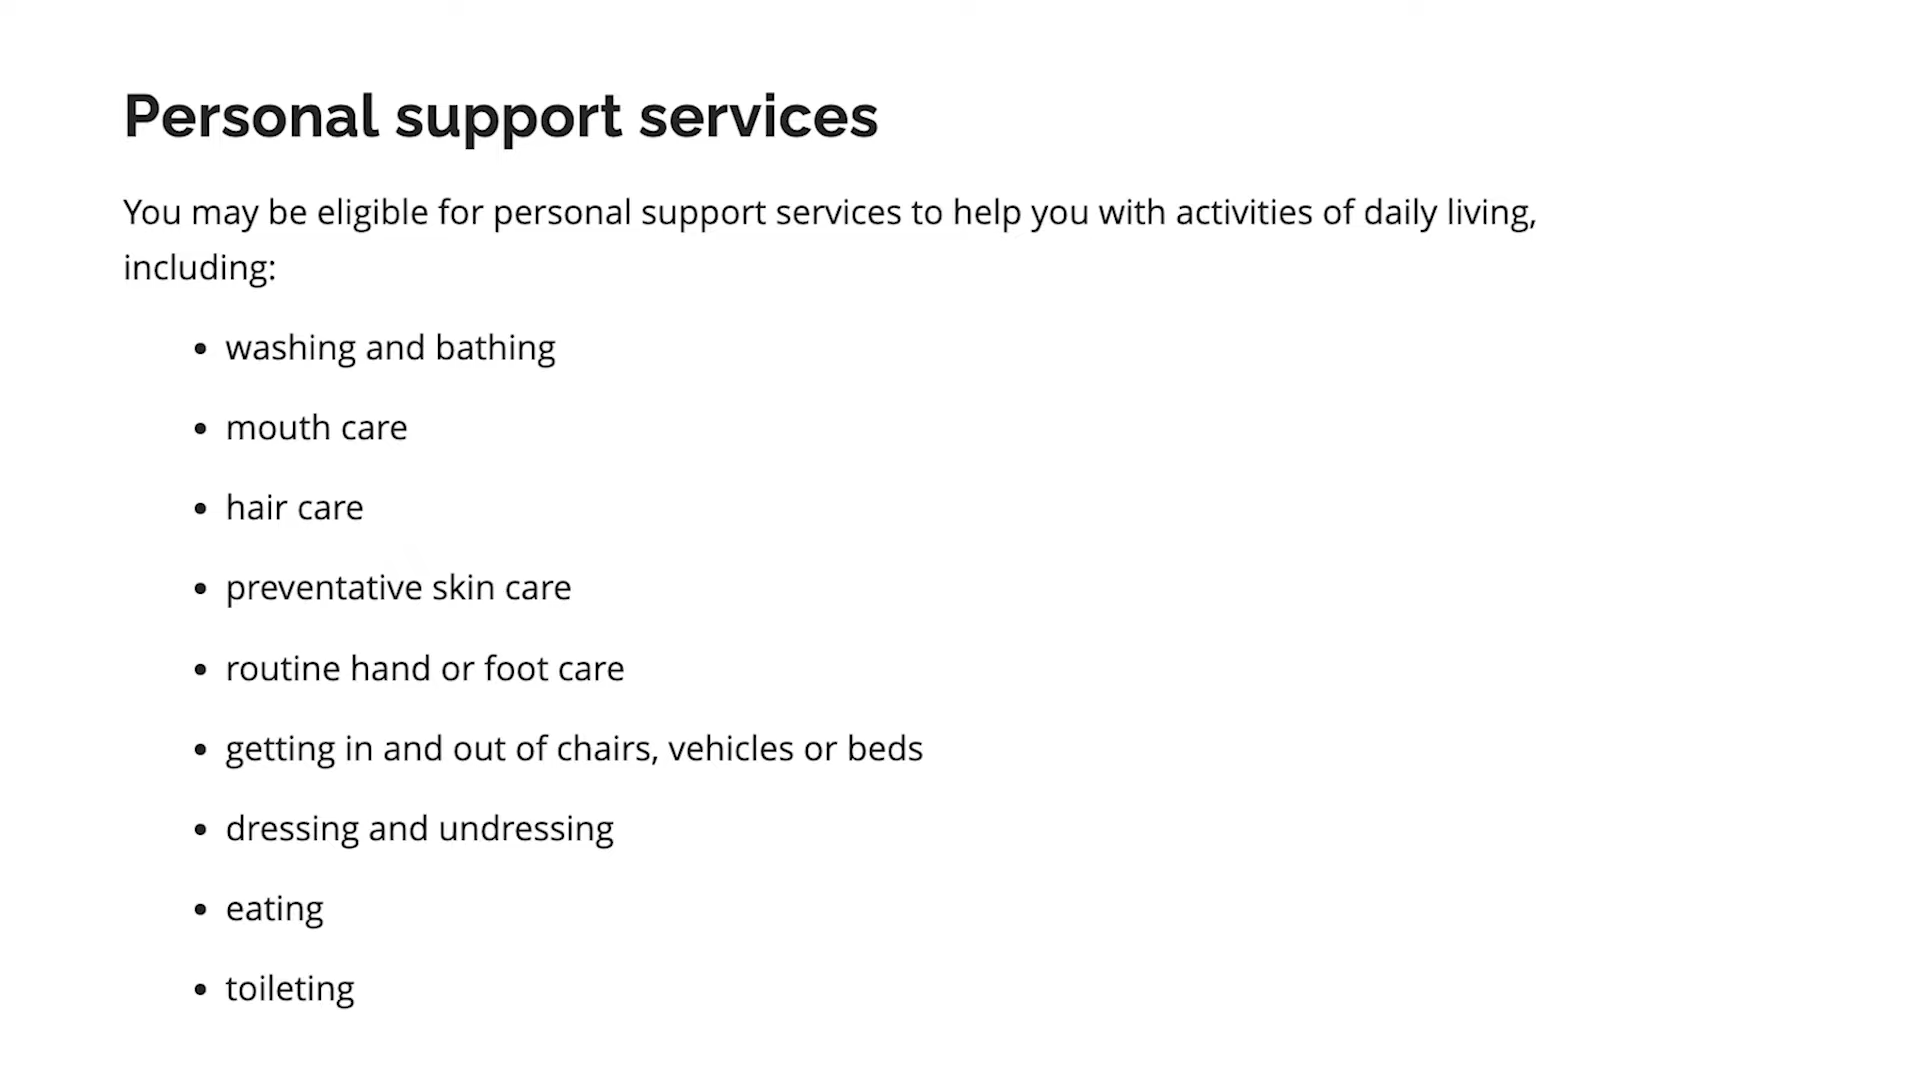 Personal support services
You may be eligible for personal support services to help you with activities of daily living,
including:
• washing and bathing
• mouth care
• hair care
• preventative skin care
• routine hand or foot care
• getting in and out of chairs, vehicles or beds
• dressing and undressing
• eating
• toileting